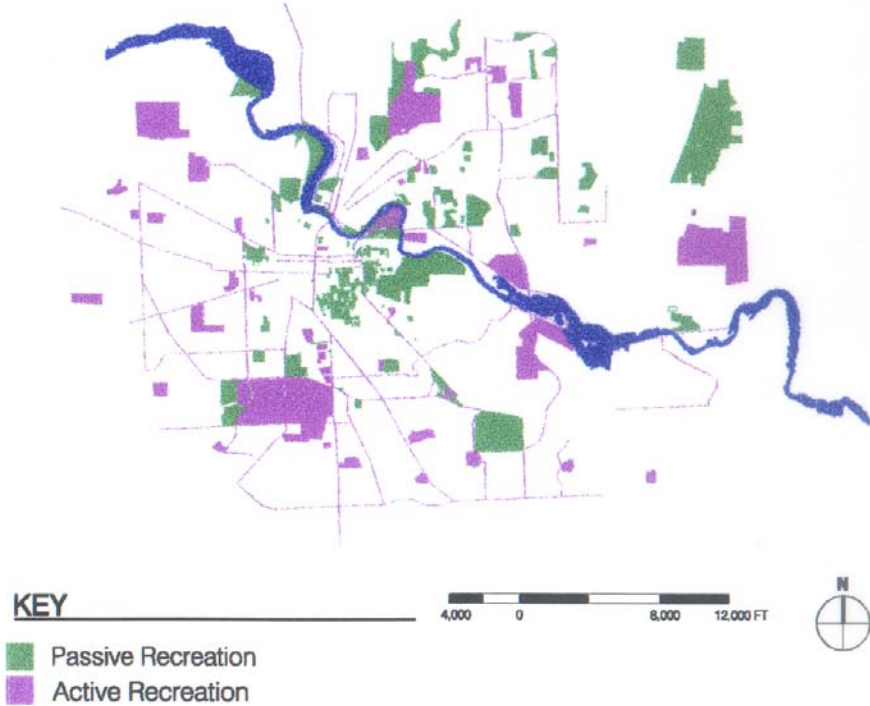 N
KEY
4,000 0 8,000 12,000 FT
Passive Recreation
Active Recreation